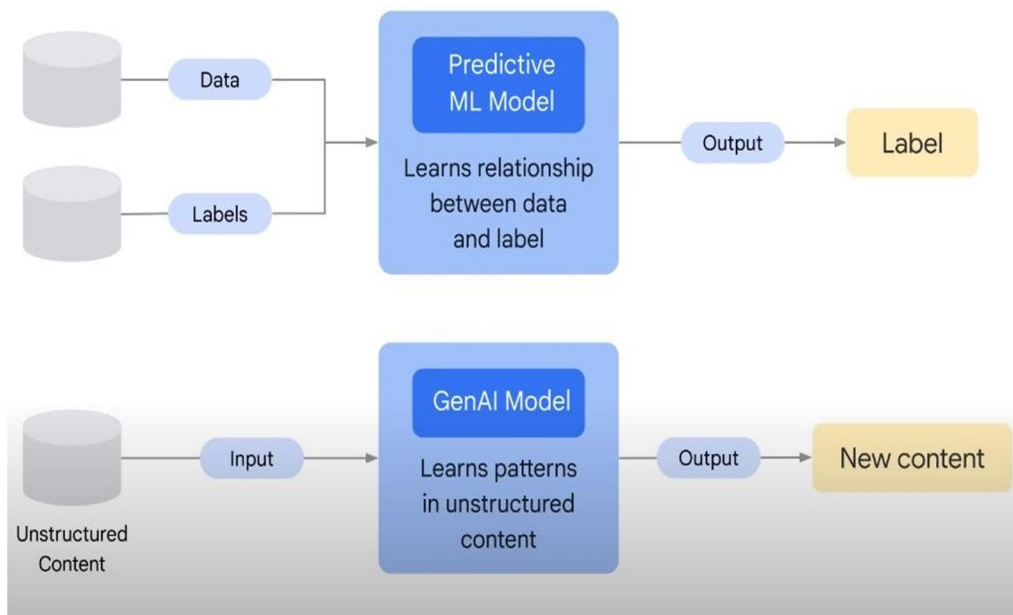 Data
Labels
Predictive
ML Model
Learns relationship
between data
and label
Output
Label
Unstructured
Content
Input
GenAI Model
Learns patterns
in unstructured
content
Output
New content